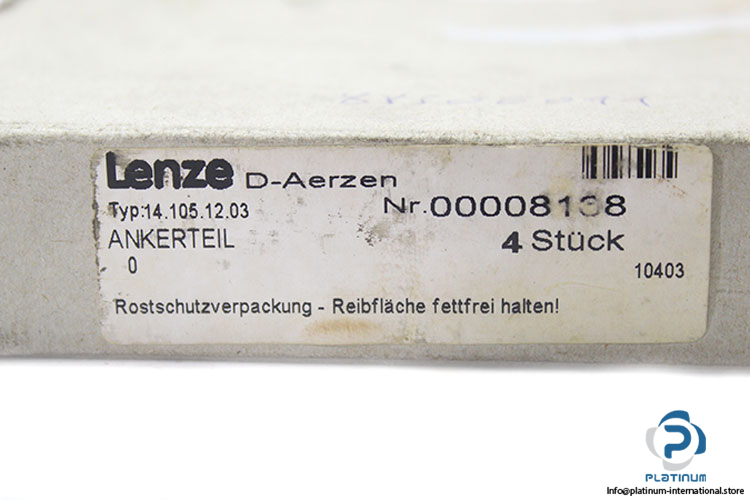 Lenze D-Aerzen
Typ:14.105.12.03 Nr.00008138
ANKERTEIL 4 Stück
0 10403
Rostschutzverpackung - Reibfläche fettfrei halten!
PLATINUM
Info@platinum-international.store